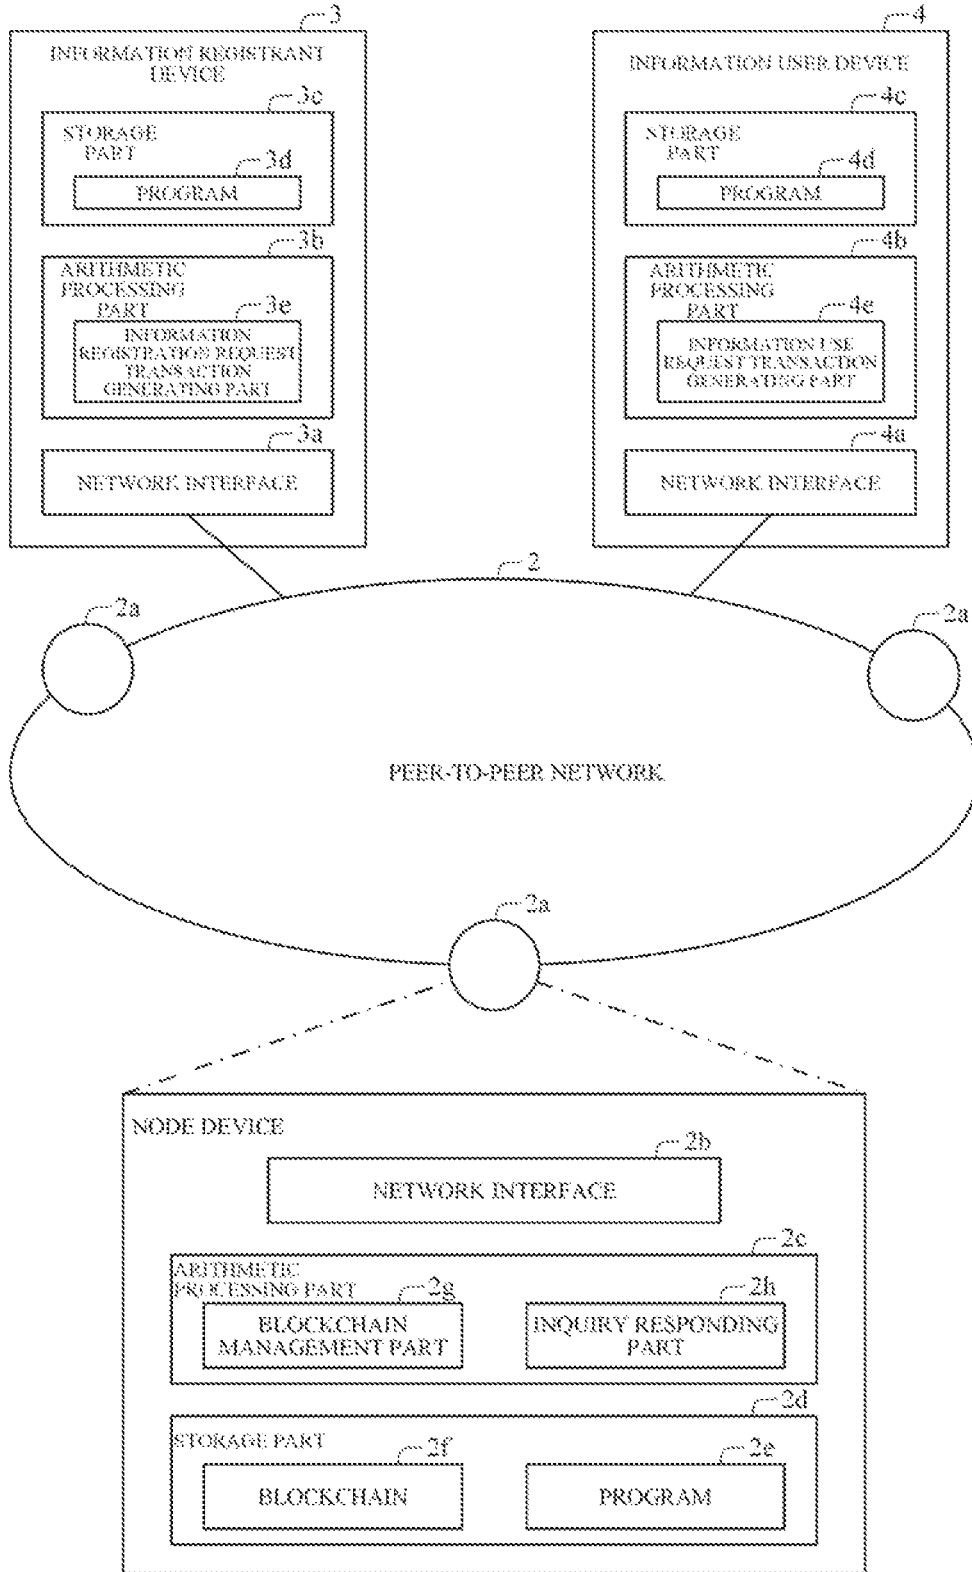 3
INFORMATION REGISTRANT
DEVICE
3c
STORAGE
PART
3d
PROGRAM
3b
ARITHMETIC
PROCESSING
PART
3e
INFORMATION
REGISTRATION REQUEST
TRANSACTION
GENERATING PART
3a
NETWORK INTERFACE
4
INFORMATION USER DEVICE
4c
STORAGE
PART
4d
PROGRAM
4b
ARITHMETIC
PROCESSING
PART
4e
INFORMATION USE
REQUEST TRANSACTION
GENERATING PART
4a
NETWORK INTERFACE
2
2a
2a
PEER-TO-PEER NETWORK
2a
NODE DEVICE
2b
NETWORK INTERFACE
2c
ARITHMETIC
PROCESSING PART
2g
BLOCKCHAIN
MANAGEMENT PART
2h
INQUIRY RESPONDING
PART
2d
STORAGE PART
2f
BLOCKCHAIN
2e
PROGRAM